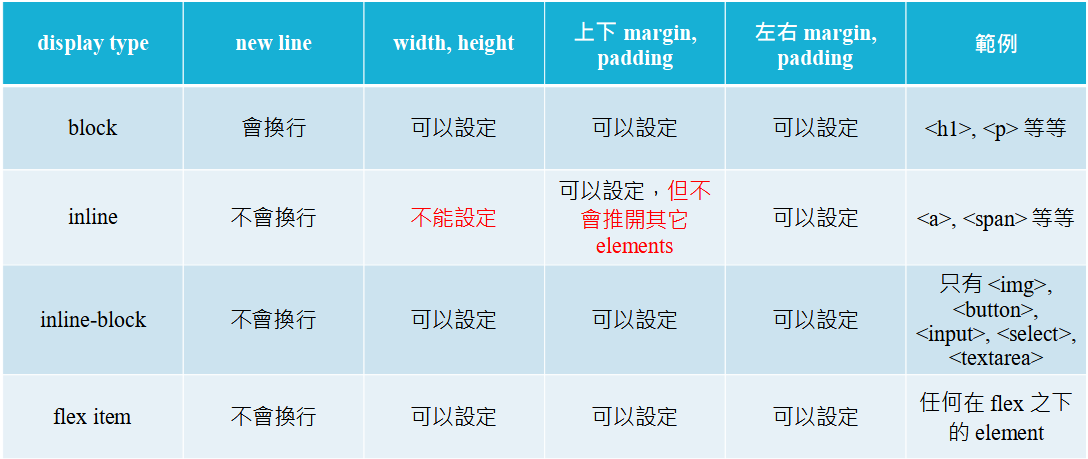 display type
new line
width, height
上下 margin,
padding
左右 margin,
padding
範例
block
會換行
可以設定
可以設定
可以設定
<h1>, <p> 等等
inline
不會換行
不能設定
可以設定，但不
會推開其它
elements
可以設定
<a>, <span> 等等
inline-block
不會換行
可以設定
可以設定
可以設定
只有 <img>,
<button>,
<input>, <select>,
<textarea>
flex item
不會換行
可以設定
可以設定
可以設定
任何在 flex 之下
的 element